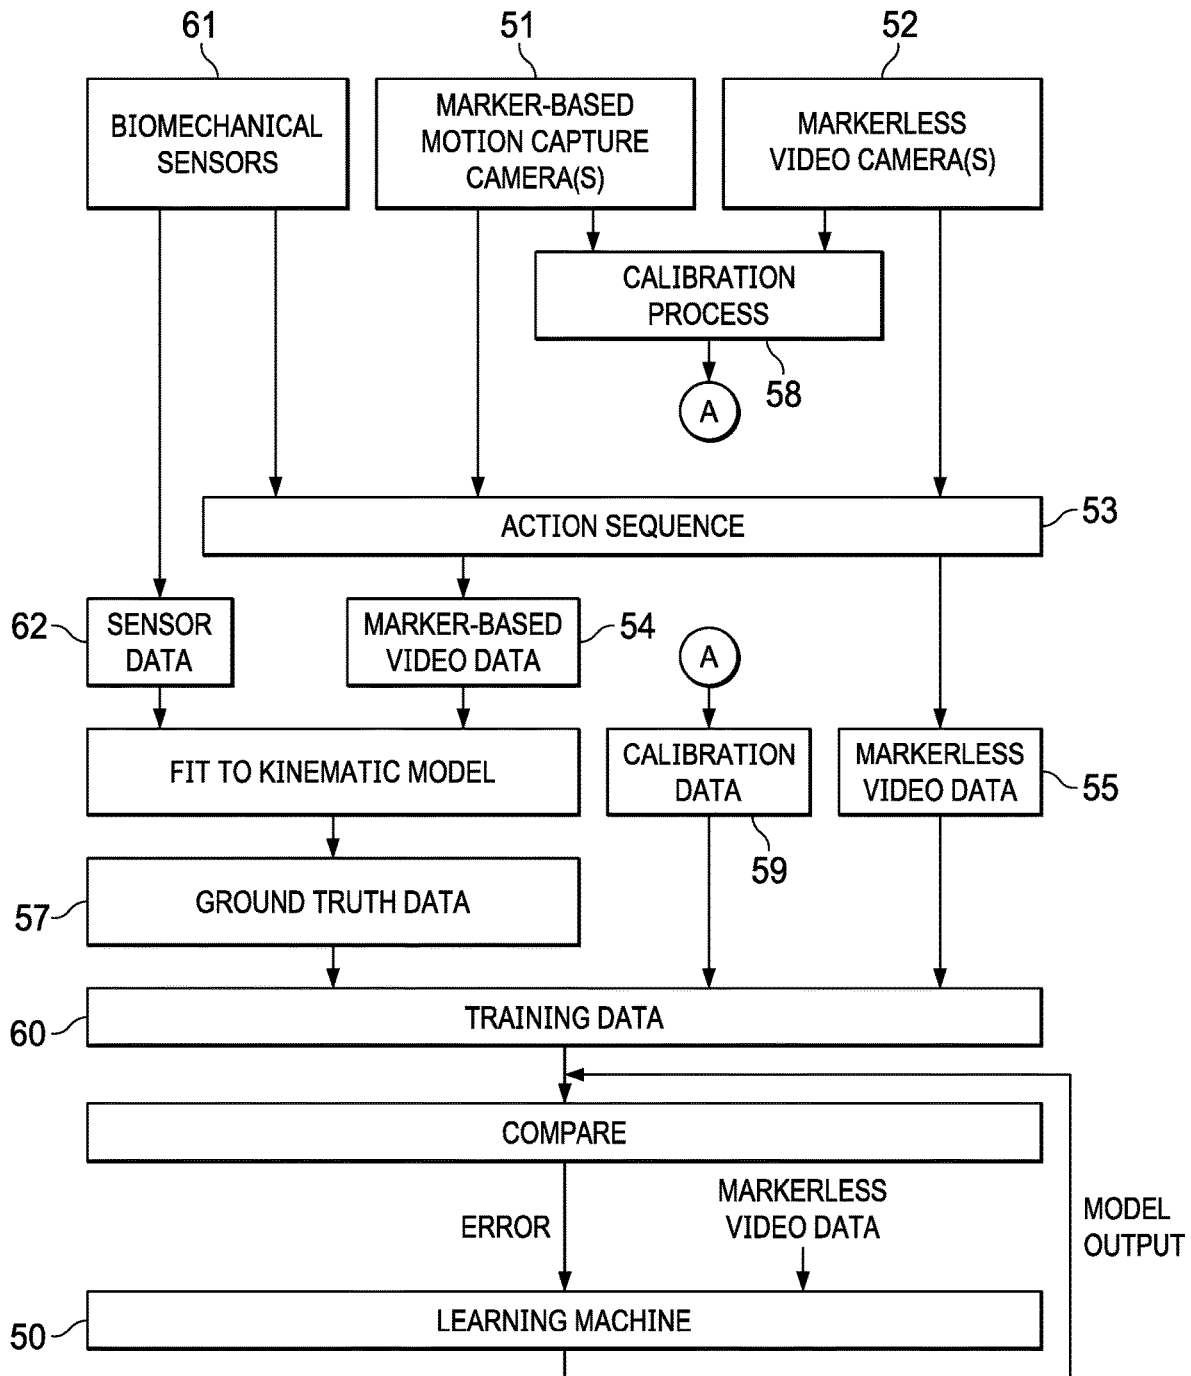 61
51
52
BIOMECHANICAL
SENSORS
MARKER-BASED
MOTION CAPTURE
CAMERA(S)
MARKERLESS
VIDEO CAMERA(S)
CALIBRATION
PROCESS
58
A
ACTION SEQUENCE
53
62
SENSOR
DATA
MARKER-BASED
VIDEO DATA
54
A
FIT TO KINEMATIC MODEL
CALIBRATION
DATA
59
MARKERLESS
VIDEO DATA
55
57
GROUND TRUTH DATA
60
TRAINING DATA
COMPARE
ERROR
MARKERLESS
VIDEO DATA
MODEL
OUTPUT
50
LEARNING MACHINE